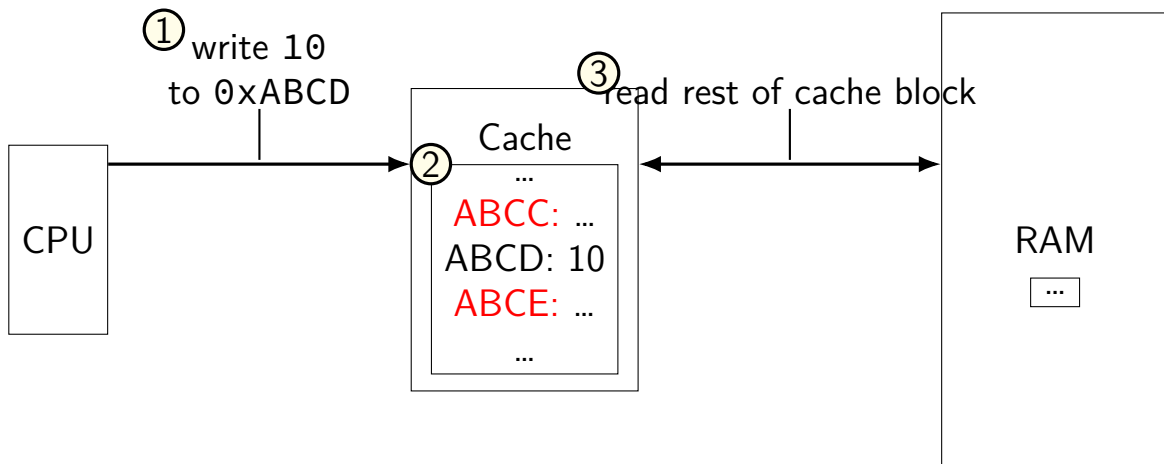 1
write 10
to 0xABCD
3
read rest of cache block
Cache
2
...
ABCC: ...
ABCD: 10
ABCE: ...
...
CPU
RAM
...